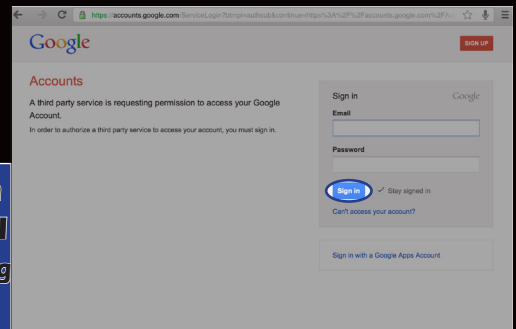 https://accounts.google.com/ServiceLogin?btmpl=authsub&continue=https%3A%2F%2Faccounts.google.com%2FAu
Google
SIGN UP
Accounts
A third party service is requesting permission to access your Google
Account.
In order to authorize a third party service to access your account, you must sign in.
Sign in Google
Email
Password
Sign in Stay signed in
Can't access your account?
Sign in with a Google Apps Account